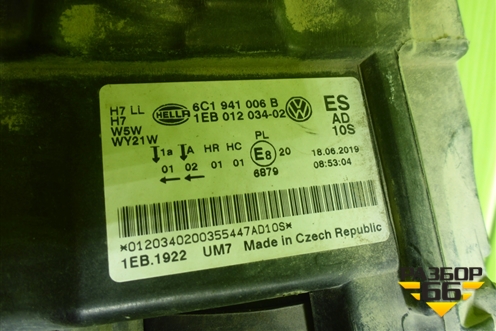 H7 LL
H7
W5W
WY21W
HELLA
6C1 941 006 B
1EB 012 034-02
ES
AD
10S
1a A HR HC PL
01 02 01 01 E8 20
6879
18.06.2019
08:53:04
*0120340200355447AD10S*
1EB.1922 UM7 Made in Czech Republic
РАЗБОР
66